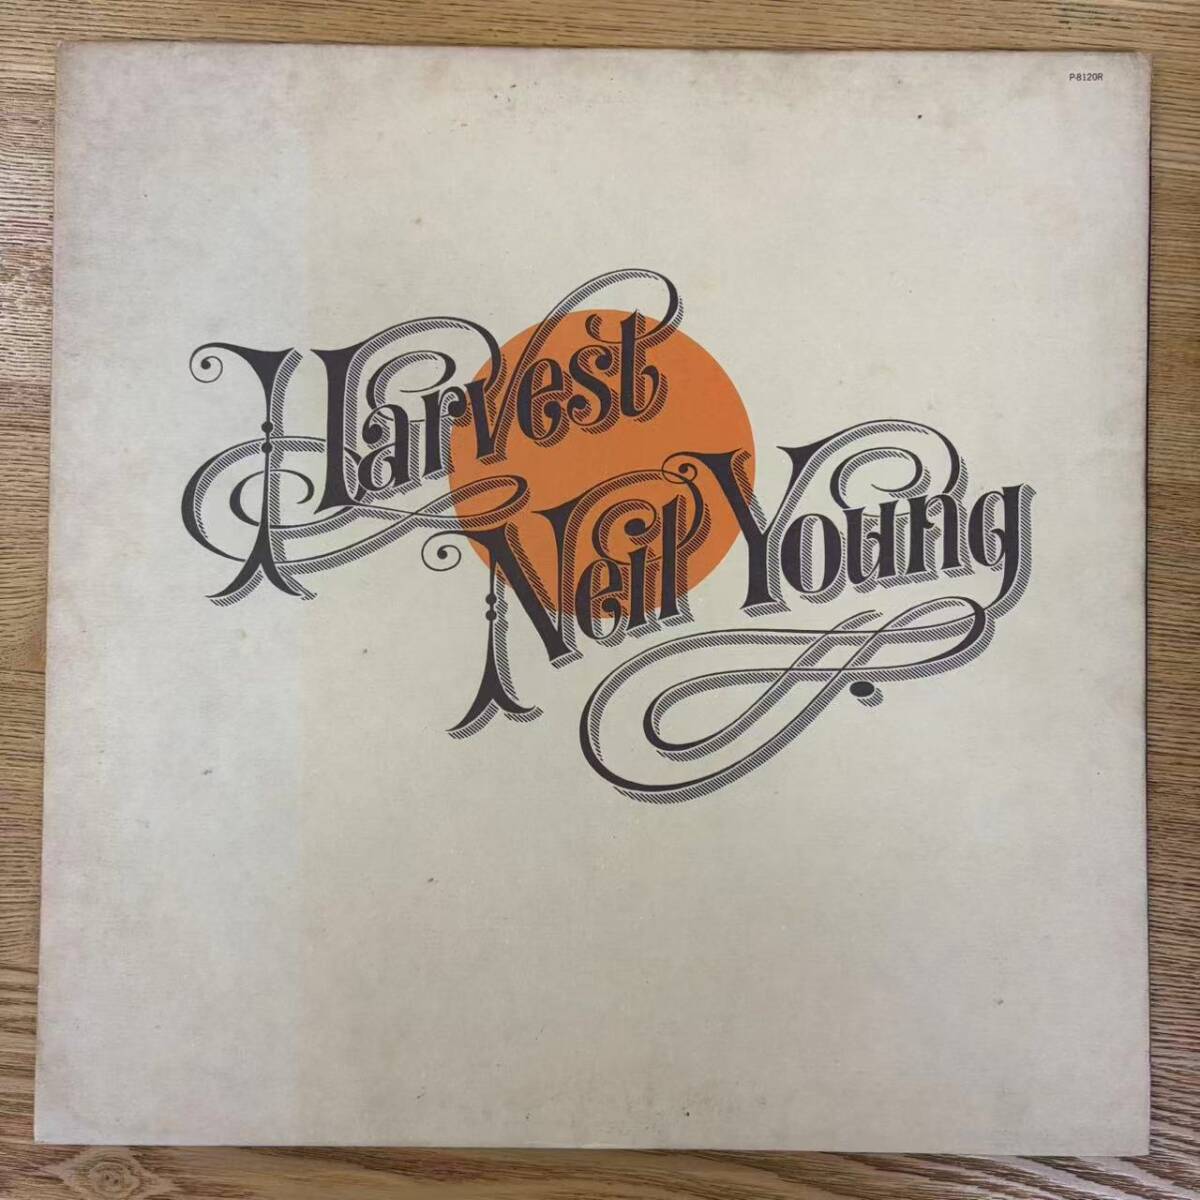 P-8120R
Harvest
Neil Young